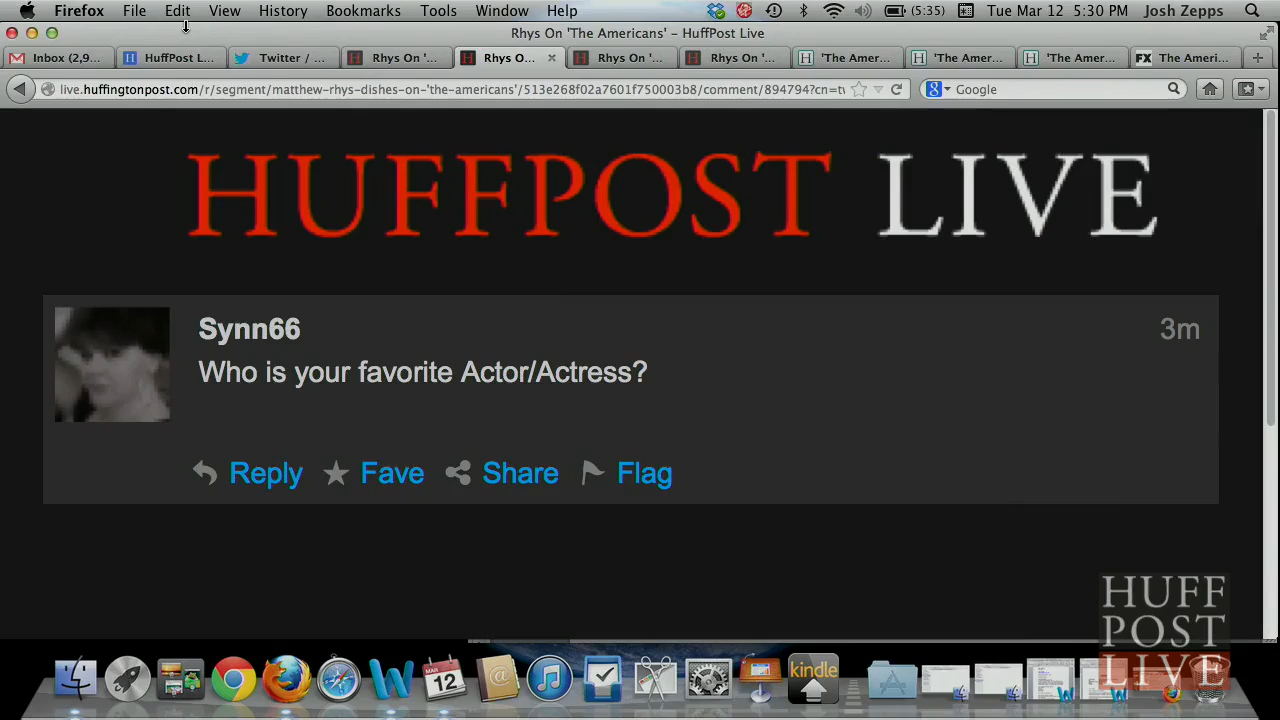 Firefox File Edit View History Bookmarks Tools Window Help (5:35) Tue Mar 12 5:30 PM Josh Zepps
Rhys On 'The Americans' – HuffPost Live
Inbox (2,9... HuffPost L... Twitter / ... Rhys On '... Rhys O... Rhys On '... Rhys On '... 'The Amer... 'The Amer... 'The Amer... FX The Ameri...
live.huffingtonpost.com/r/segment/matthew-rhys-dishes-on-'the-americans'/513e268f02a7601f750003b8/comment/894794?cn=tw Google
HUFFPOST LIVE
Synn66 3m
Who is your favorite Actor/Actress?
Reply Fave Share Flag
HUFF
POST
LIVE
MAR
12
kindle